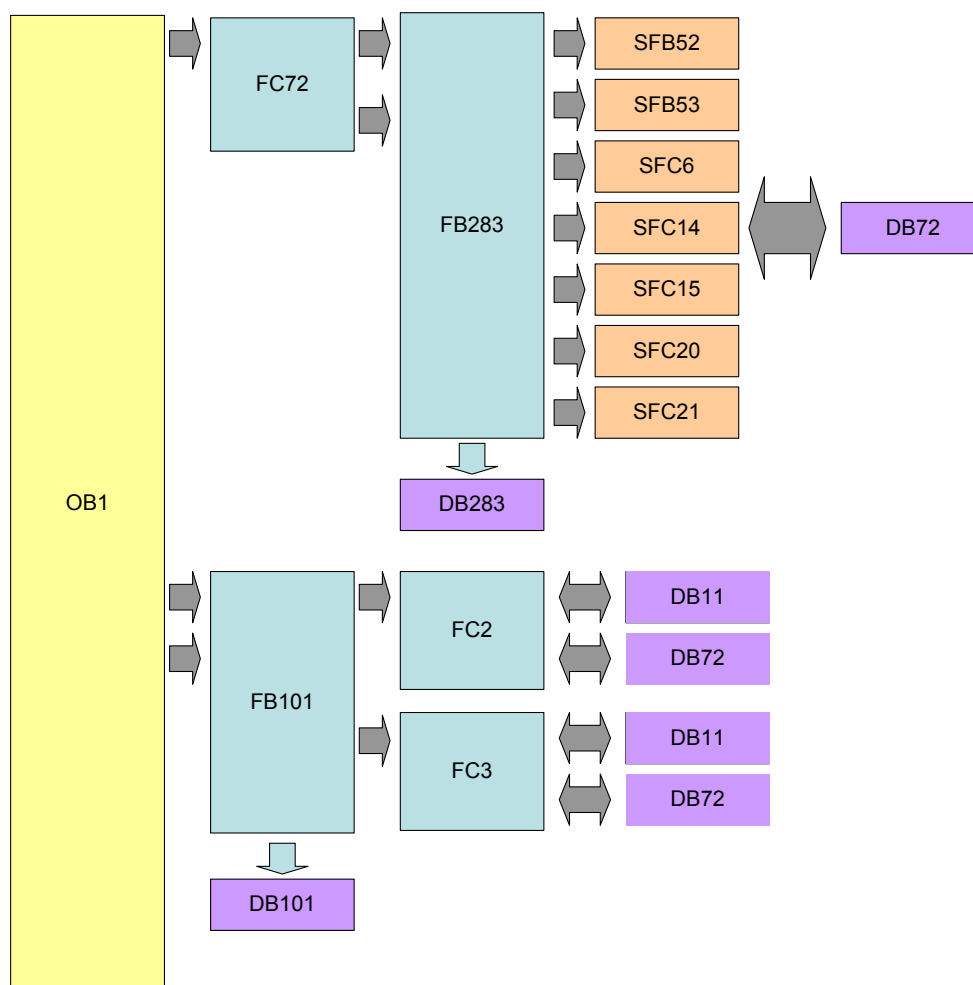 SFB52
FC72
SFB53
SFC6
FB283
SFC14
DB72
SFC15
SFC20
SFC21
OB1
DB283
DB11
FC2
DB72
FB101
DB11
FC3
DB72
DB101